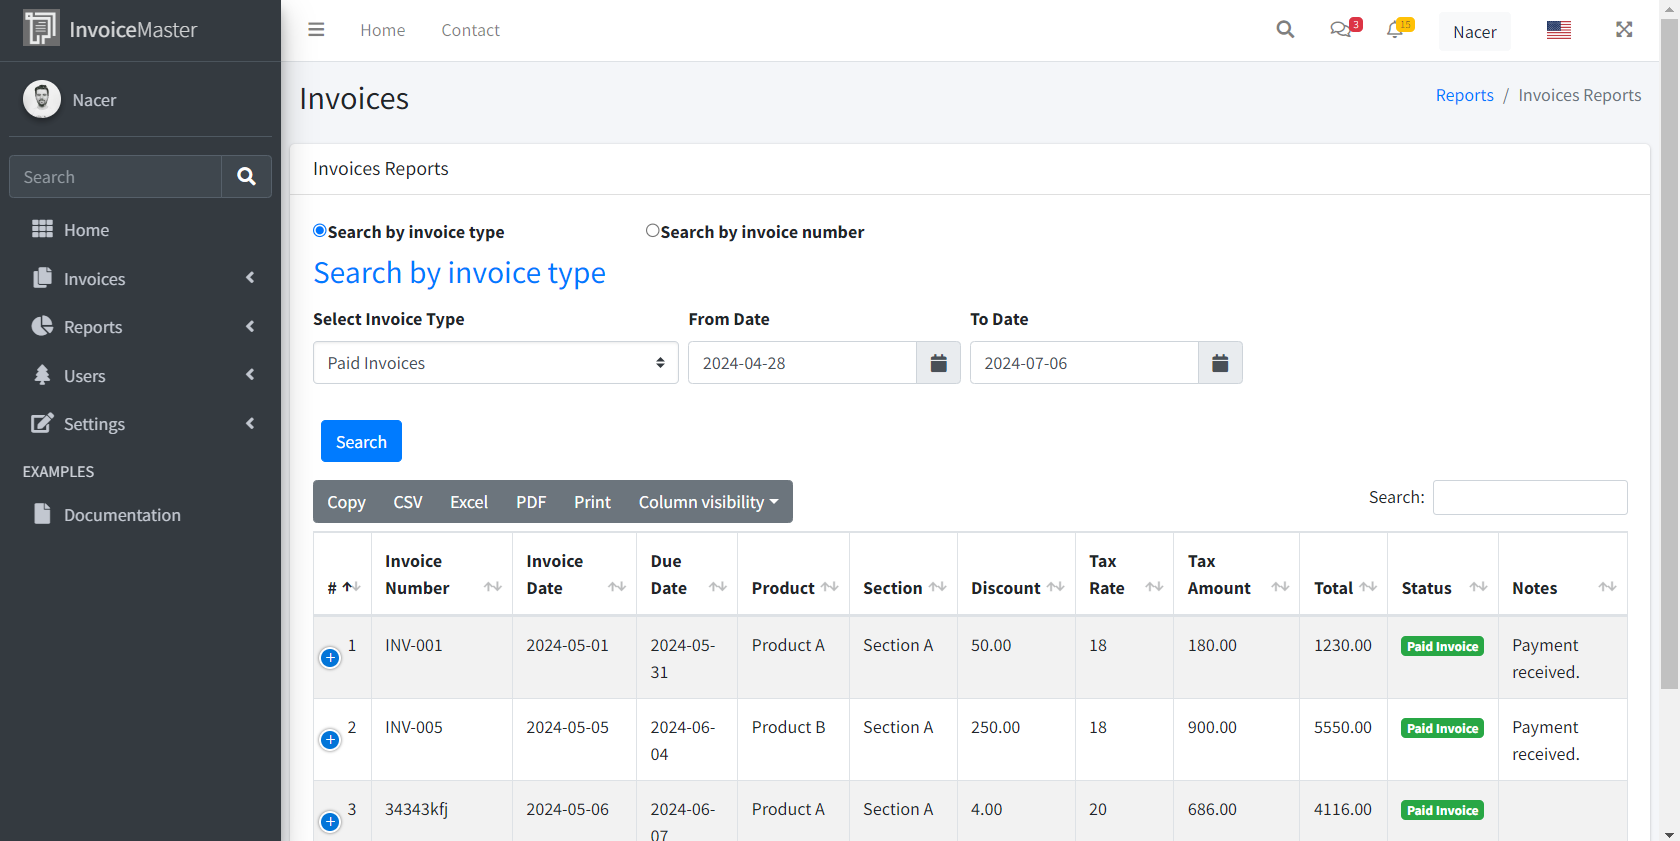 InvoiceMaster
Home
Contact
3
15
Nacer
Nacer
Search
Home
Invoices
Reports
Users
Settings
EXAMPLES
Documentation
Invoices
Reports / Invoices Reports
Invoices Reports
Search by invoice type
Search by invoice number
Search by invoice type
Select Invoice Type
From Date
To Date
Paid Invoices
2024-04-28
2024-07-06
Search
Copy CSV Excel PDF Print Column visibility
Search:
# Invoice Number Invoice Date Due Date Product Section Discount Tax Rate Tax Amount Total Status Notes
1 INV-001 2024-05-01 2024-05-31 Product A Section A 50.00 18 180.00 1230.00 Paid Invoice Payment received.
2 INV-005 2024-05-05 2024-06-04 Product B Section A 250.00 18 900.00 5550.00 Paid Invoice Payment received.
3 34343kfj 2024-05-06 2024-06-07 Product A Section A 4.00 20 686.00 4116.00 Paid Invoice